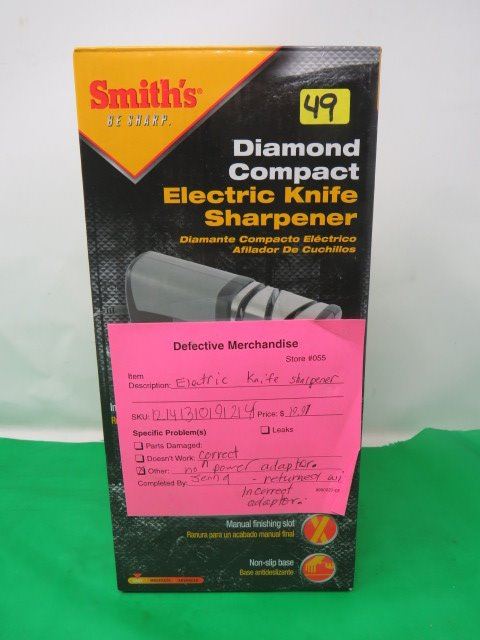 Smith's®
BE SHARP.
49
Diamond
Compact
Electric Knife
Sharpener
Diamante Compacto Eléctrico
Afilador De Cuchillos
Defective Merchandise
Store #055
Item
Description: Electric Knife sharpener
SKU: Price: $ 19.97
Specific Problem(s) Leaks
Parts Damaged:
Doesn't Work: correct
Other: no ^ power adaptor.
Completed By: - returned w/
Incorrect
adaptor.
Manual finishing slot
Ranura para un acabado manual final
Non-slip base
Base antideslizante